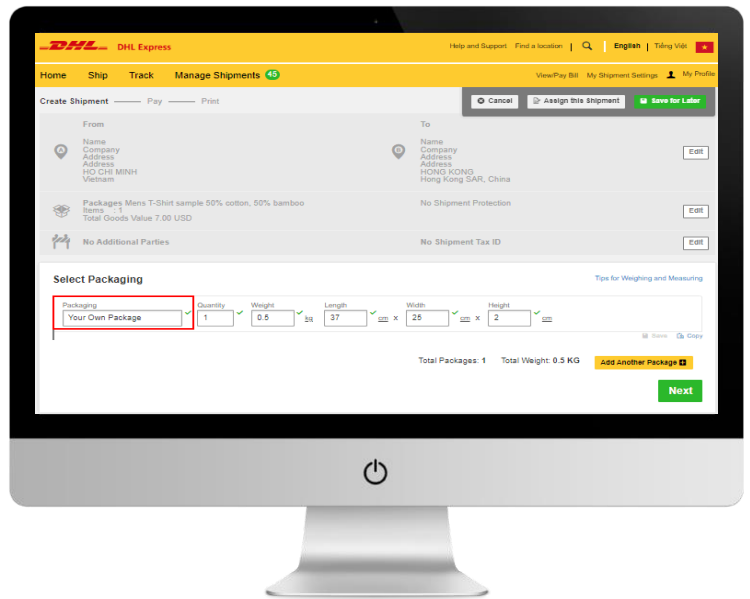 DHL DHL Express
Help and Support Find a location | English | Tiếng Việt
Home Ship Track Manage Shipments 45
View/Pay Bill My Shipment Settings My Profile
Create Shipment Pay Print
Cancel Assign this Shipment Save for Later
From
A
Name
Company
Address
Address
HO CHI MINH
Vietnam
To
B
Name
Company
Address
Address
HONG KONG
Hong Kong SAR, China
Edit
Packages Mens T-Shirt sample 50% cotton, 50% bamboo
Items : 1
Total Goods Value 7.00 USD
No Shipment Protection
Edit
No Additional Parties
No Shipment Tax ID
Edit
Select Packaging
Tips for Weighing and Measuring
Packaging Quantity Weight Length Width Height
Your Own Package 1 0.5 kg 37 cm x 25 cm x 2 cm
Save Copy
Total Packages: 1 Total Weight: 0.5 KG Add Another Package
Next